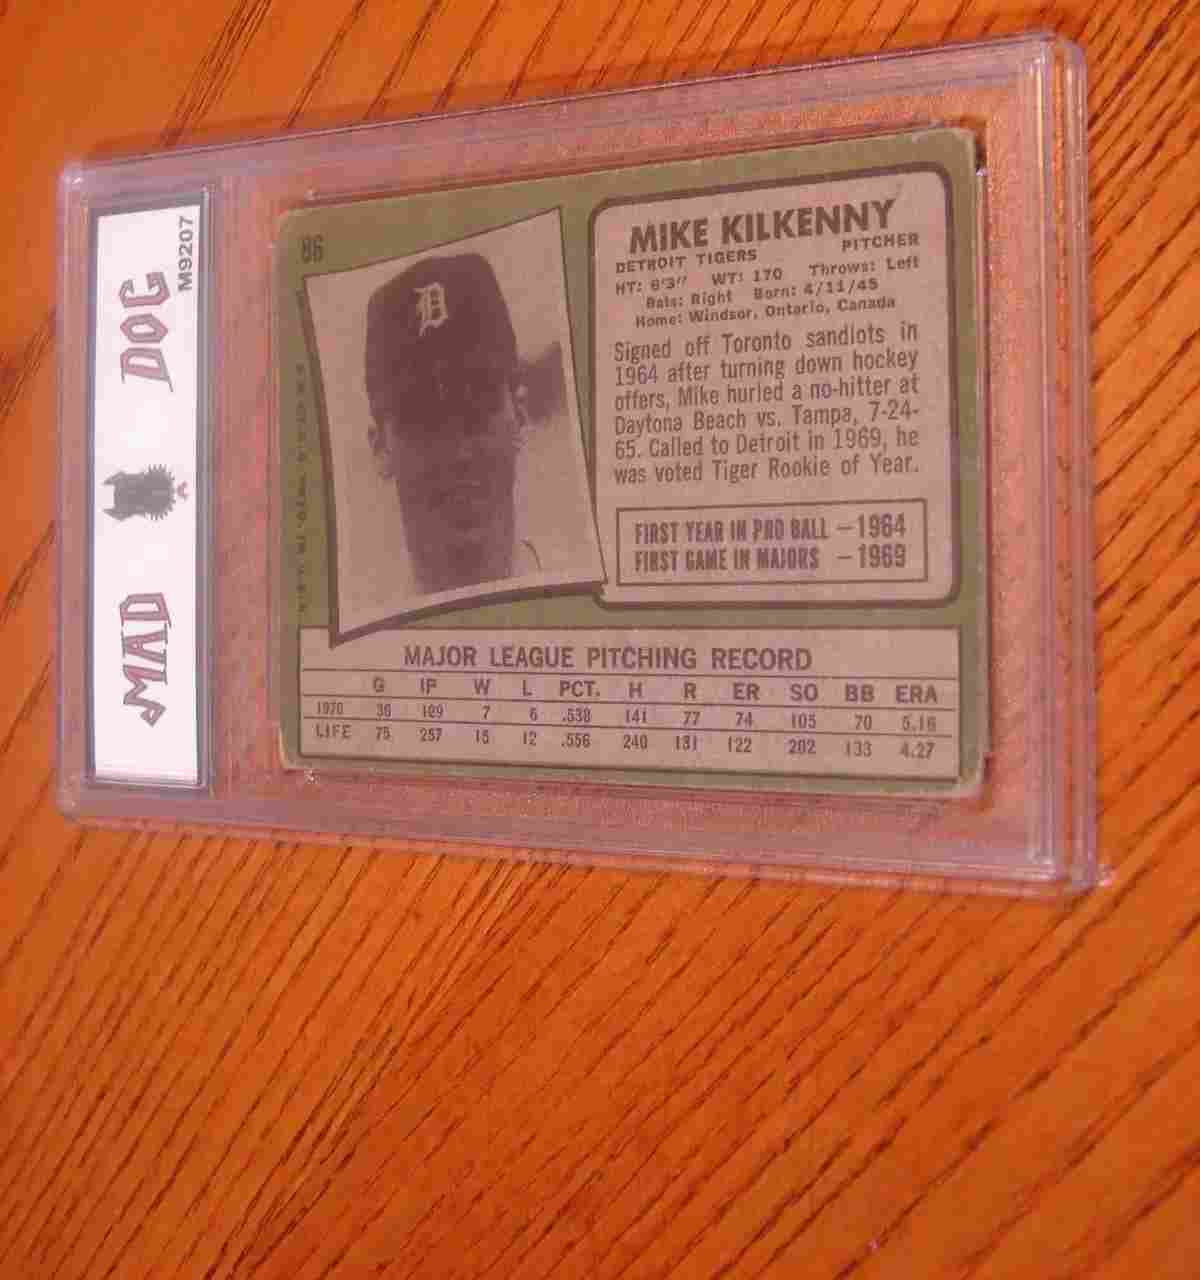 MAD DOG
M9207
86
MIKE KILKENNY
DETROIT TIGERS PITCHER
HT: 6'3" WT: 170 Throws: Left
Bats: Right Born: 4/11/45
Home: Windsor, Ontario, Canada
Signed off Toronto sandlots in
1964 after turning down hockey
offers, Mike hurled a no-hitter at
Daytona Beach vs. Tampa, 7-24-
65. Called to Detroit in 1969, he
was voted Tiger Rookie of Year.
FIRST YEAR IN PRO BALL —1964
FIRST GAME IN MAJORS —1969
MAJOR LEAGUE PITCHING RECORD
G IP W L PCT. H R ER SO BB ERA
1970 36 129 7 6 .538 141 77 74 105 70 5.16
LIFE 75 257 15 12 .556 240 131 122 202 133 4.27